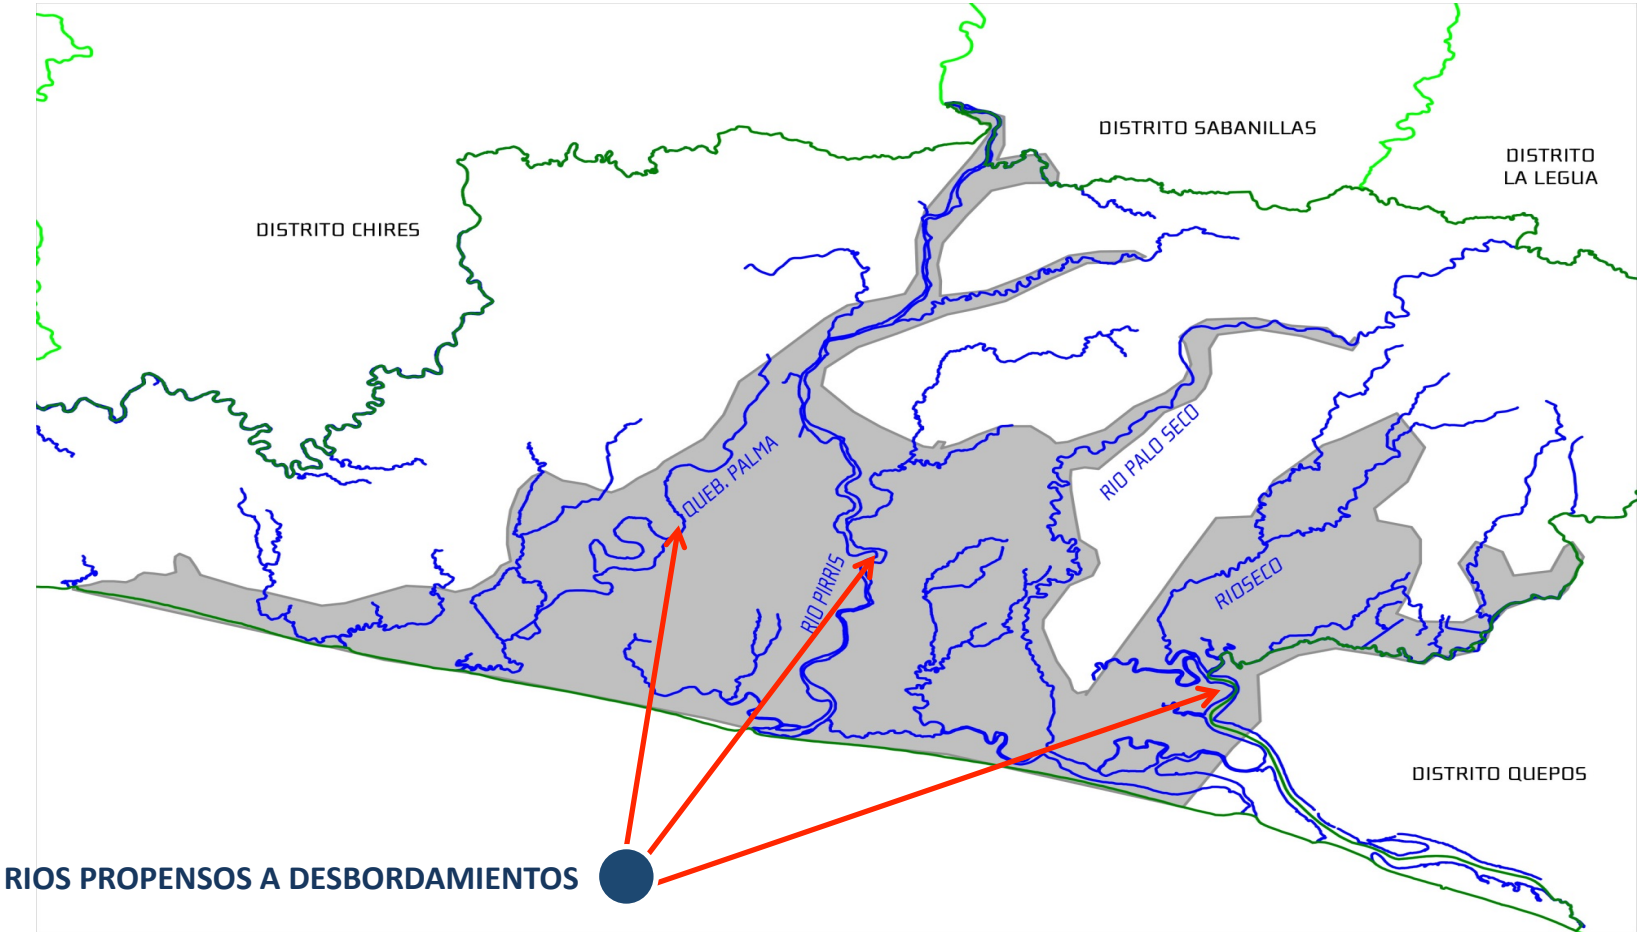 DISTRITO SABANILLAS
DISTRITO
LA LEGUA
DISTRITO CHIRES
RIO PALO SECO
QUEB. PALMA
RIO PIRRIS
RIOSECO
DISTRITO QUEPOS
RIOS PROPENSOS A DESBORDAMIENTOS